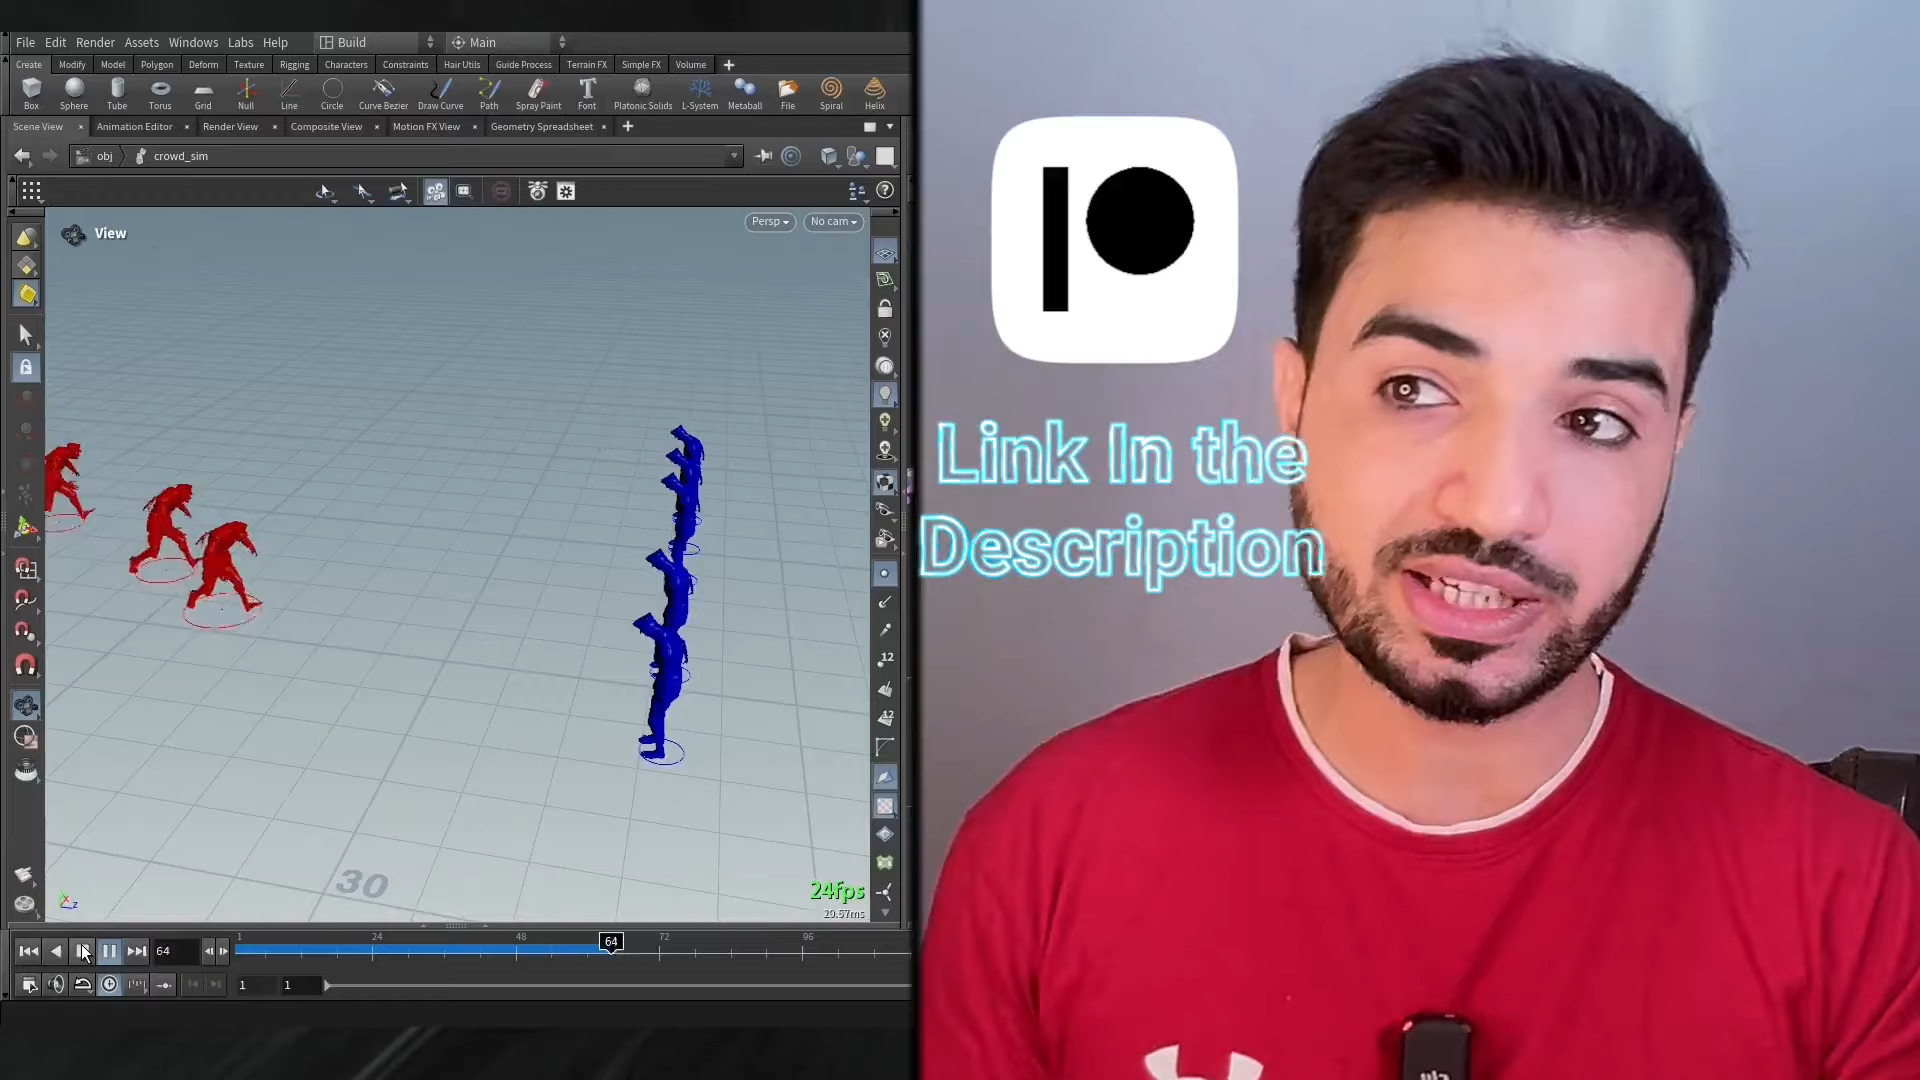 File Edit Render Assets Windows Labs Help Build Main
Create Modify Model Polygon Deform Texture Rigging Characters Constraints Hair Utils Guide Process Terrain FX Simple FX Volume
Box Sphere Tube Torus Grid Null Line Circle Curve Bezier Draw Curve Path Spray Paint Font Platonic Solids L-System Metaball File Spiral Helix
Scene View Animation Editor Render View Composite View Motion FX View Geometry Spreadsheet
obj crowd_sim
View
Persp No cam
12
12
30
24fps
20.57ms
64
1 24 48 64 72 96
1 1
Link In the
Description